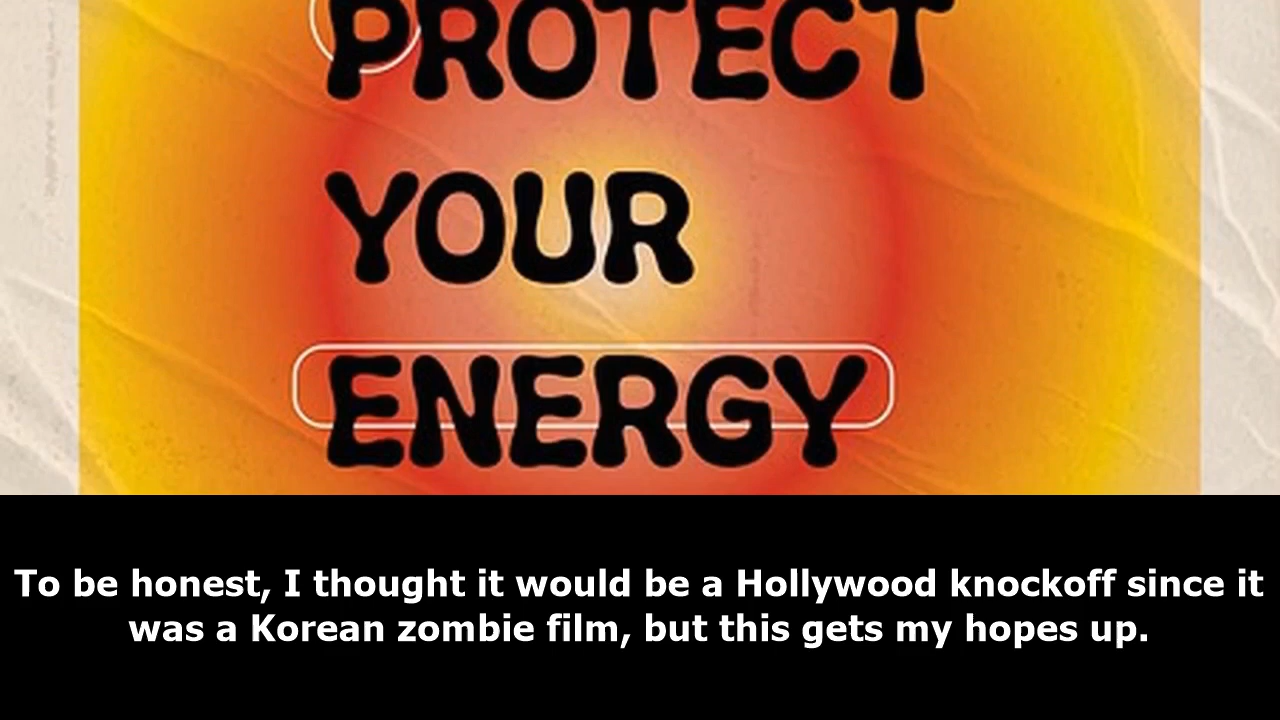 PROTECT
YOUR
ENERGY
To be honest, I thought it would be a Hollywood knockoff since it
was a Korean zombie film, but this gets my hopes up.